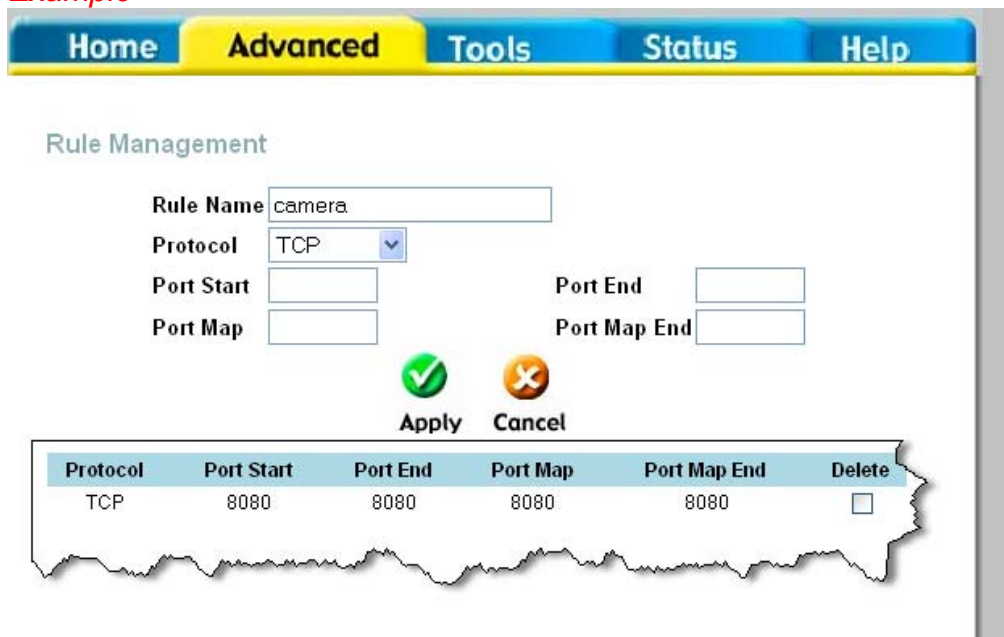 Example
Home Advanced Tools Status Help
Rule Management
Rule Name camera
Protocol TCP
Port Start Port End
Port Map Port Map End
Apply Cancel
Protocol Port Start Port End Port Map Port Map End Delete
TCP 8080 8080 8080 8080